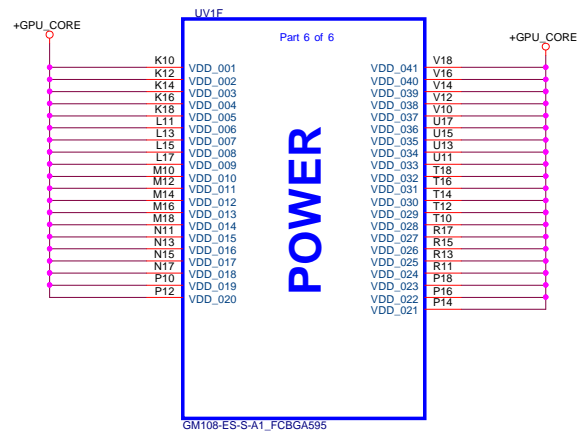 UV1F
+GPU_CORE
Part 6 of 6
+GPU_CORE
K10 VDD_001 VDD_041 V18
K12 VDD_002 VDD_040 V16
K14 VDD_003 VDD_039 V14
K16 VDD_004 VDD_038 V12
K18 VDD_005 VDD_037 V10
L11 VDD_006 VDD_036 U17
L13 VDD_007 VDD_035 U15
L15 VDD_008 VDD_034 U13
L17 VDD_009 VDD_033 U11
M10 VDD_010 VDD_032 T18
M12 VDD_011 VDD_031 T16
M14 VDD_012 VDD_030 T14
M16 VDD_013 VDD_029 T12
M18 VDD_014 VDD_028 T10
N11 VDD_015 VDD_027 R17
N13 VDD_016 VDD_026 R15
N15 VDD_017 VDD_025 R13
N17 VDD_018 VDD_024 R11
P10 VDD_019 VDD_023 P18
P12 VDD_020 VDD_022 P16
VDD_021 P14
POWER
GM108-ES-S-A1_FCBGA595